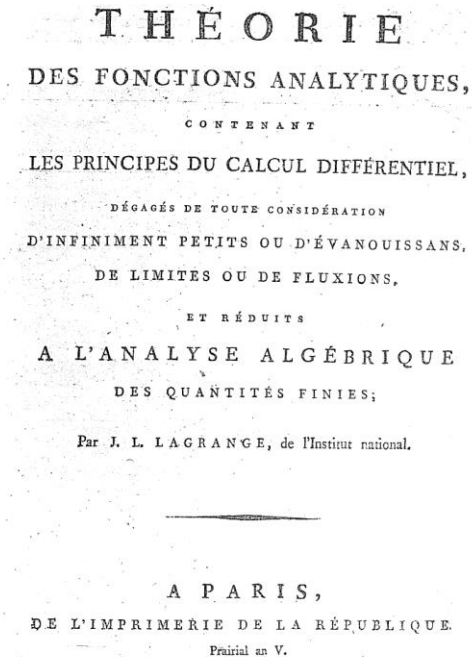 THÉORIE
DES FONCTIONS ANALYTIQUES,
CONTENANT
LES PRINCIPES DU CALCUL DIFFÉRENTIEL,
DÉGAGÉS DE TOUTE CONSIDÉRATION
D'INFINIMENT PETITS OU D'ÉVANOUISSANS,
DE LIMITES OU DE FLUXIONS,
ET RÉDUITS
A L'ANALYSE ALGÉBRIQUE
DES QUANTITÉS FINIES;
Par J. L. LAGRANGE, de l'Institut national.
A PARIS,
DE L'IMPRIMERIE DE LA RÉPUBLIQUE.
Prairial an V.